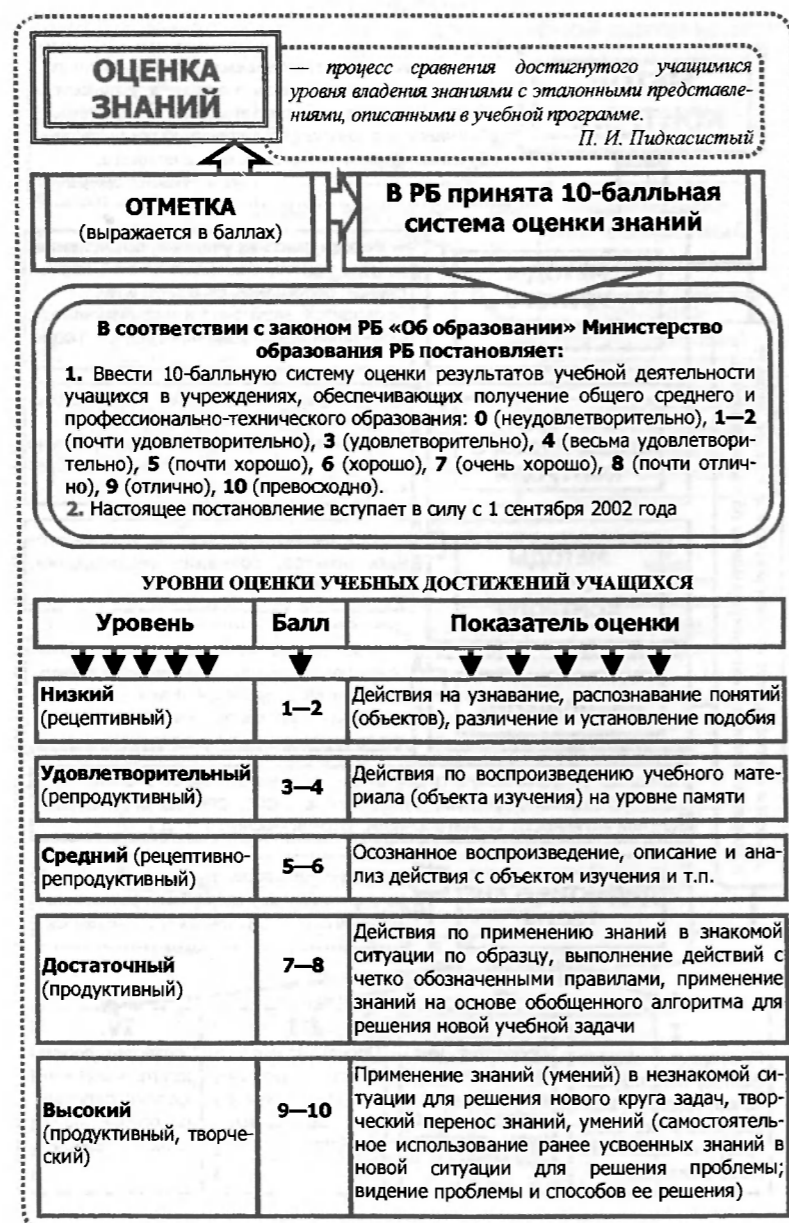 ОЦЕНКА
ЗНАНИЙ
— процесс сравнения достигнутого учащимися
уровня владения знаниями с эталонными представле-
ниями, описанными в учебной программе.
П. И. Пидкасистый
ОТМЕТКА
(выражается в баллах)
В РБ принята 10-балльная
система оценки знаний
В соответствии с законом РБ «Об образовании» Министерство
образования РБ постановляет:
1. Ввести 10-балльную систему оценки результатов учебной деятельности
учащихся в учреждениях, обеспечивающих получение общего среднего и
профессионально-технического образования: 0 (неудовлетворительно), 1—2
(почти удовлетворительно), 3 (удовлетворительно), 4 (весьма удовлетвори-
тельно), 5 (почти хорошо), 6 (хорошо), 7 (очень хорошо), 8 (почти отлич-
но), 9 (отлично), 10 (превосходно).
2. Настоящее постановление вступает в силу с 1 сентября 2002 года
УРОВНИ ОЦЕНКИ УЧЕБНЫХ ДОСТИЖЕНИЙ УЧАЩИХСЯ
Уровень Балл Показатель оценки
Низкий
(рецептивный)
1—2
Действия на узнавание, распознавание понятий
(объектов), различение и установление подобия
Удовлетворительный
(репродуктивный)
3—4
Действия по воспроизведению учебного мате-
риала (объекта изучения) на уровне памяти
Средний (рецептивно-
репродуктивный)
5—6
Осознанное воспроизведение, описание и ана-
лиз действия с объектом изучения и т.п.
Достаточный
(продуктивный)
7—8
Действия по применению знаний в знакомой
ситуации по образцу, выполнение действий с
четко обозначенными правилами, применение
знаний на основе обобщенного алгоритма для
решения новой учебной задачи
Высокий
(продуктивный, творче-
ский)
9—10
Применение знаний (умений) в незнакомой си-
туации для решения нового круга задач, твор-
ческий перенос знаний, умений (самостоятель-
ное использование ранее усвоенных знаний в
новой ситуации для решения проблемы;
видение проблемы и способов ее решения)